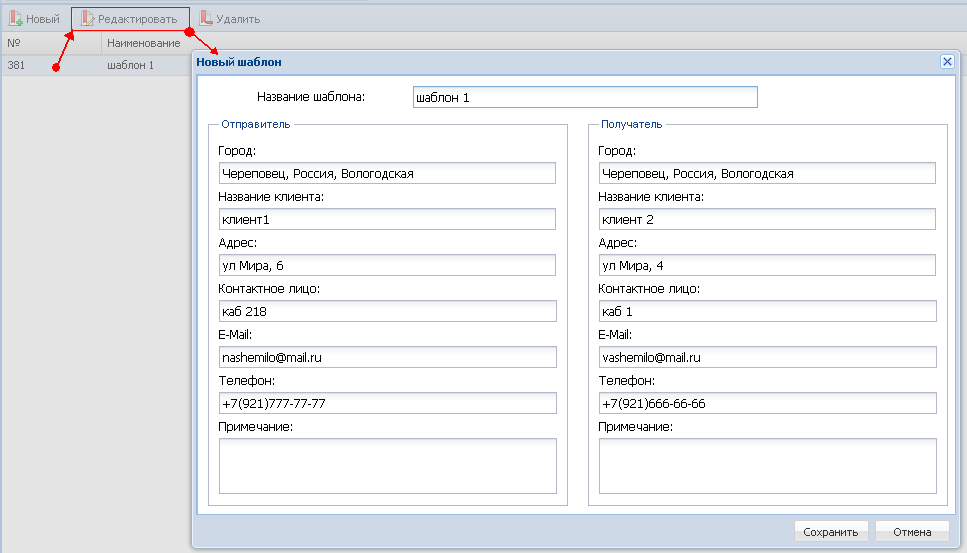 Новый Редактировать Удалить
№ Наименование
381 шаблон 1
Новый шаблон
Название шаблона: шаблон 1
Отправитель
Город:
Череповец, Россия, Вологодская
Название клиента:
клиент1
Адрес:
ул Мира, 6
Контактное лицо:
каб 218
E-Mail:
nashemilo@mail.ru
Телефон:
+7(921)777-77-77
Примечание:
Получатель
Город:
Череповец, Россия, Вологодская
Название клиента:
клиент 2
Адрес:
ул Мира, 4
Контактное лицо:
каб 1
E-Mail:
vashemilo@mail.ru
Телефон:
+7(921)666-66-66
Примечание:
Сохранить Отмена